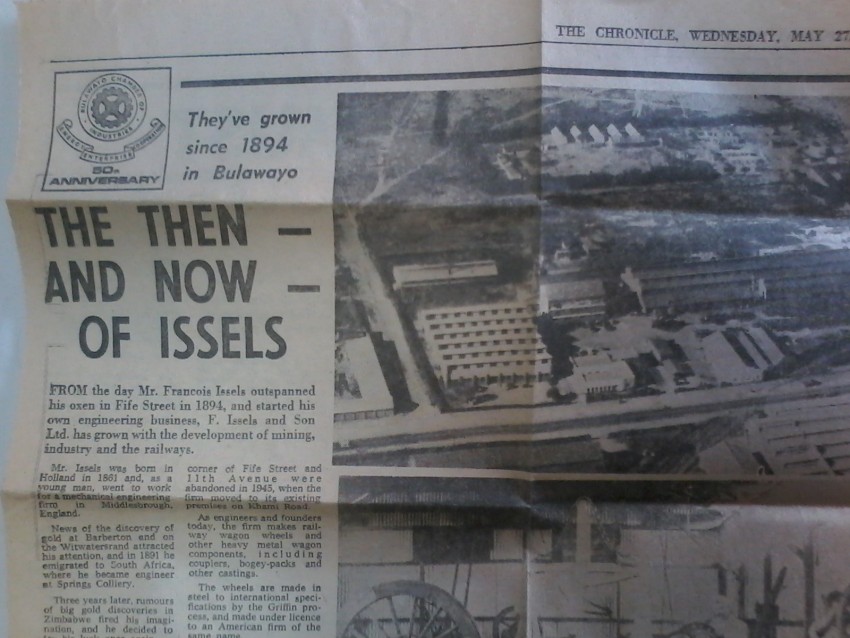 THE CHRONICLE, WEDNESDAY, MAY 27
BULAWAYO CHAMBER OF
INDUSTRIES
ENERGY ENTERPRISE
50th
ANNIVERSARY
They've grown
since 1894
in Bulawayo
THE THEN –
AND NOW –
OF ISSELS
FROM the day Mr. Francois Issels outspanned
his oxen in Fife Street in 1894, and started his
own engineering business, F. Issels and Son
Ltd. has grown with the development of mining,
industry and the railways.
Mr. Issels was born in
Holland in 1861 and, as a
young man, went to work
for a mechanical engineering
firm in Middlesbrough,
England.
News of the discovery of
gold at Barberton and on
the Witwatersrand attracted
his attention, and in 1891 he
emigrated to South Africa,
where he became engineer
at Springs Colliery.
Three years later, rumours
of big gold discoveries in
Zimbabwe fired his imagi-
nation, and he decided to
corner of Fife Street and
11th Avenue were
abandoned in 1945, when the
firm moved to its existing
premises on Khami Road.
As engineers and founders
today, the firm makes rail-
way wagon wheels and
other heavy metal wagon
components, including
couplers, bogey-packs and
other castings.
The wheels are made in
steel to international speci-
fications by the Griffin pro-
cess, and made under licence
to an American firm of the
same name.